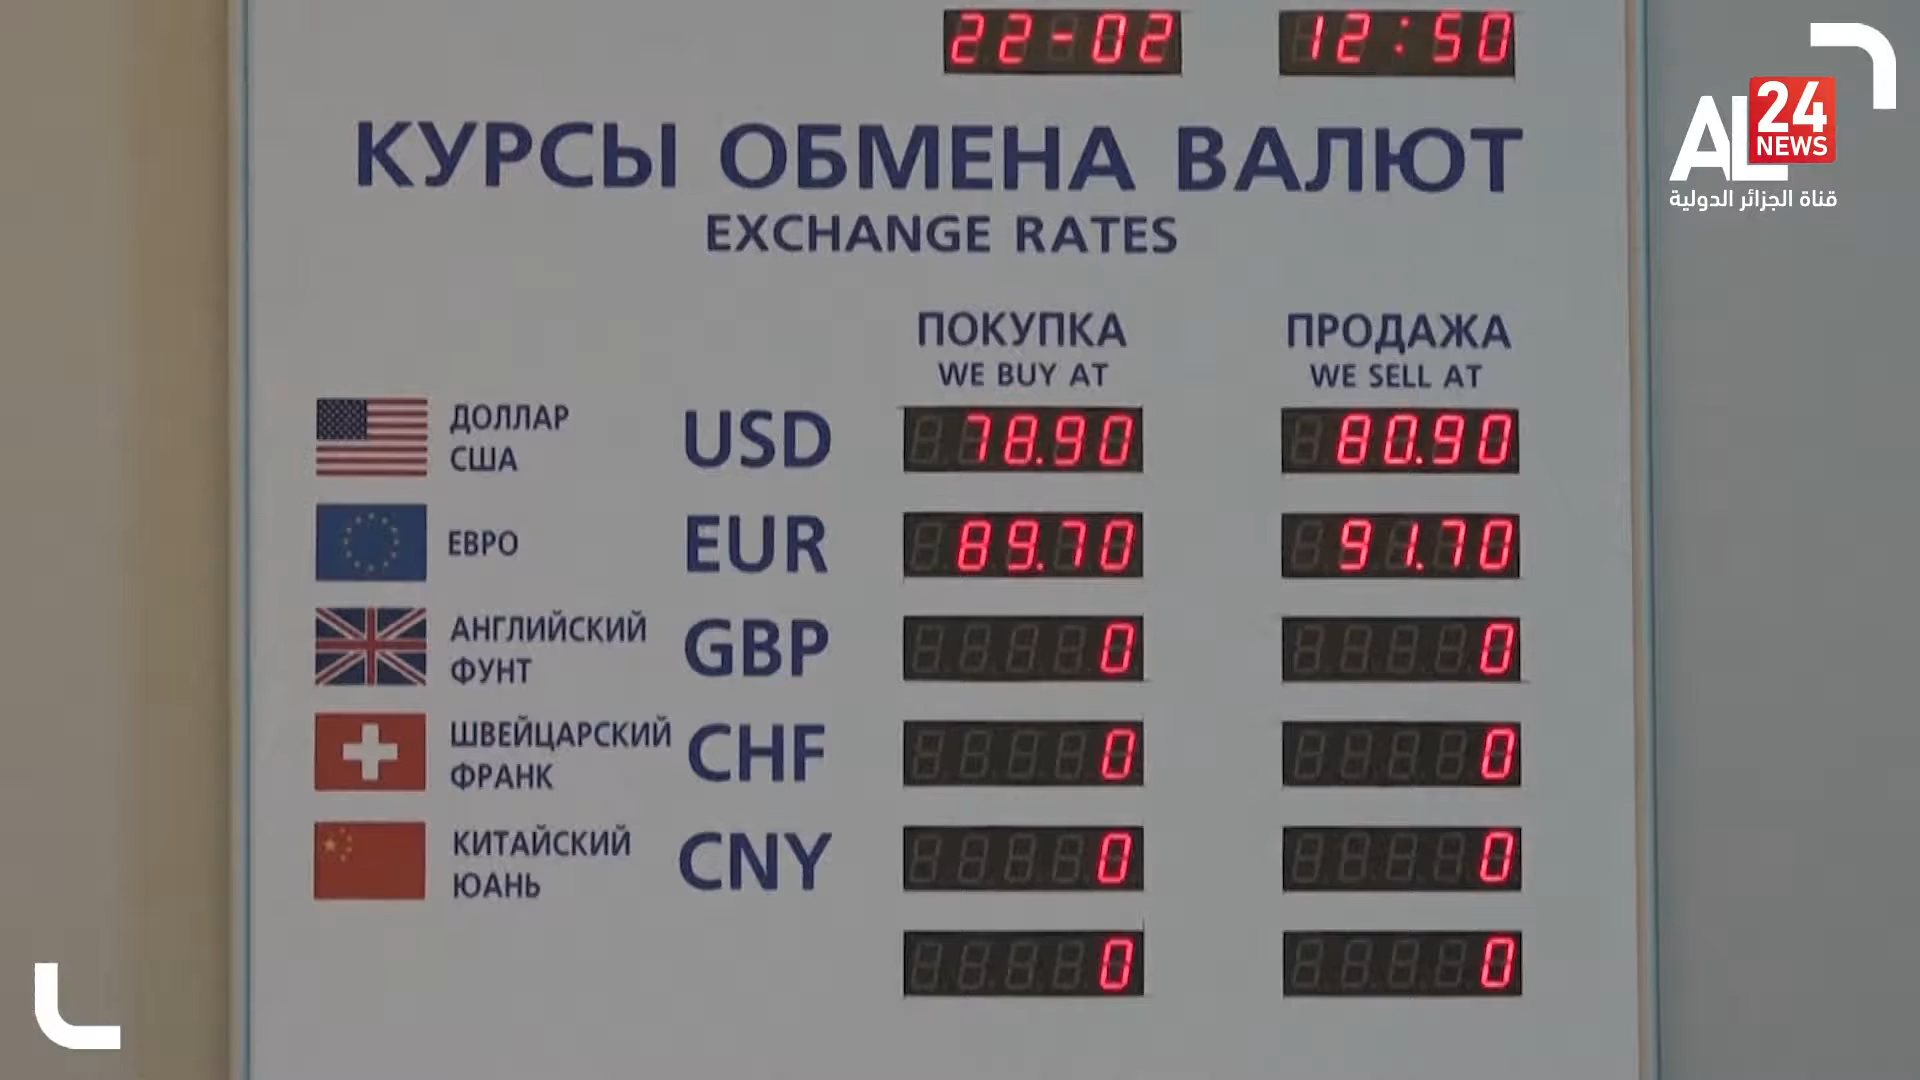 22-02 12:50
AL 24 NEWS
قناة الجزائر الدولية
КУРСЫ ОБМЕНА ВАЛЮТ
EXCHANGE RATES
ПОКУПКА ПРОДАЖА
WE BUY AT WE SELL AT
ДОЛЛАР США USD 78.90 80.90
ЕВРО EUR 89.70 91.70
АНГЛИЙСКИЙ ФУНТ GBP 0 0
ШВЕЙЦАРСКИЙ ФРАНК CHF 0 0
КИТАЙСКИЙ ЮАНЬ CNY 0 0
0 0